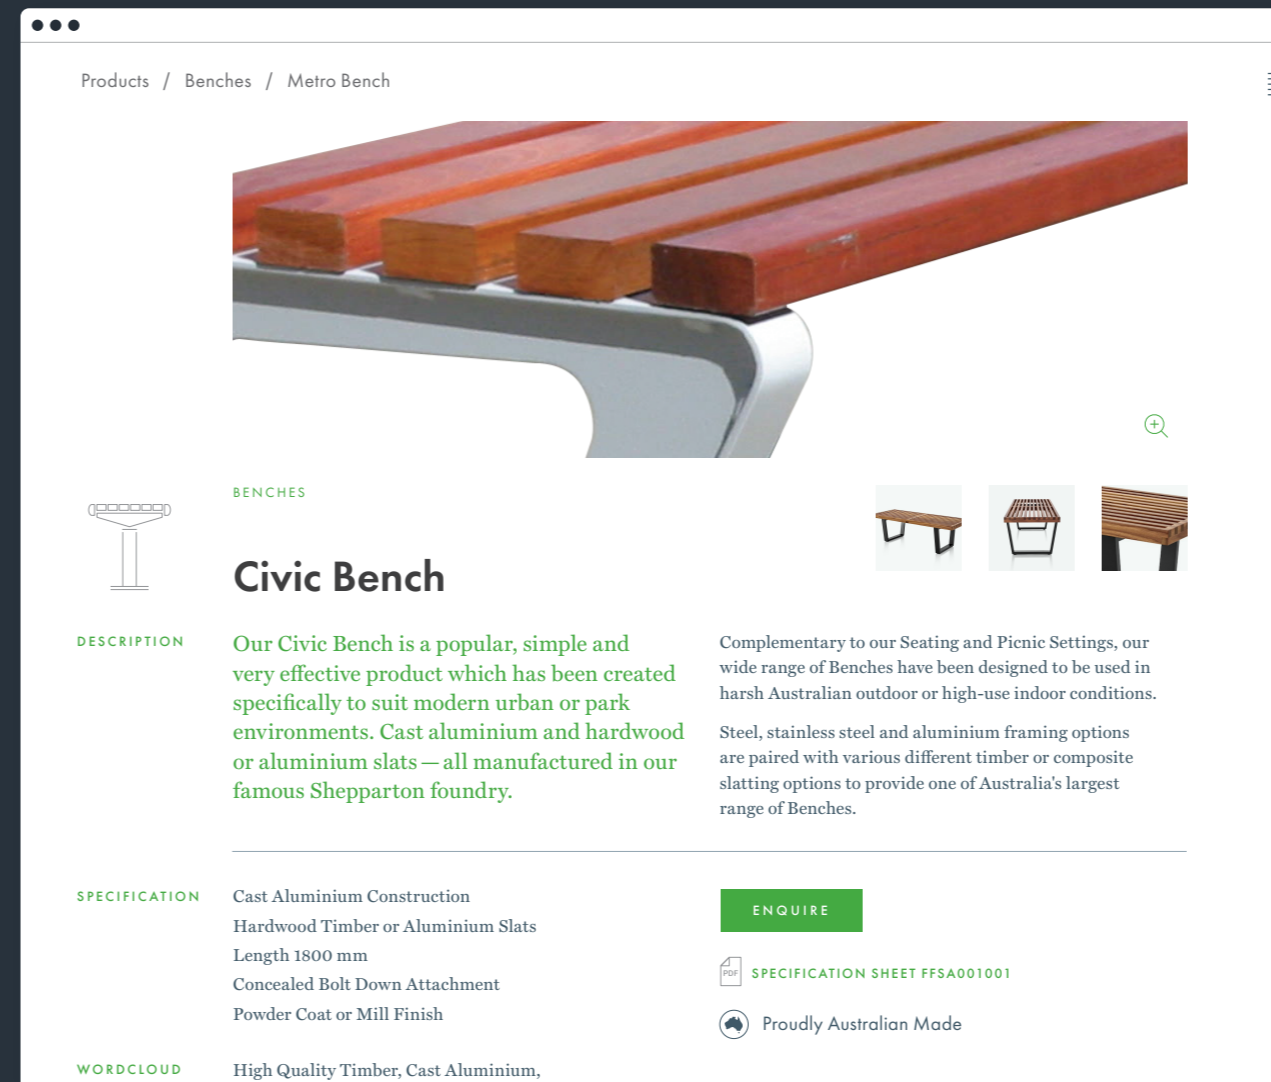 Products / Benches / Metro Bench
BENCHES
Civic Bench
DESCRIPTION
Our Civic Bench is a popular, simple and
very effective product which has been created
specifically to suit modern urban or park
environments. Cast aluminium and hardwood
or aluminium slats — all manufactured in our
famous Shepparton foundry.
Complementary to our Seating and Picnic Settings, our
wide range of Benches have been designed to be used in
harsh Australian outdoor or high-use indoor conditions.
Steel, stainless steel and aluminium framing options
are paired with various different timber or composite
slatting options to provide one of Australia's largest
range of Benches.
SPECIFICATION
Cast Aluminium Construction
Hardwood Timber or Aluminium Slats
Length 1800 mm
Concealed Bolt Down Attachment
Powder Coat or Mill Finish
ENQUIRE
PDF
SPECIFICATION SHEET FFSA001001
Proudly Australian Made
WORDCLOUD
High Quality Timber, Cast Aluminium,